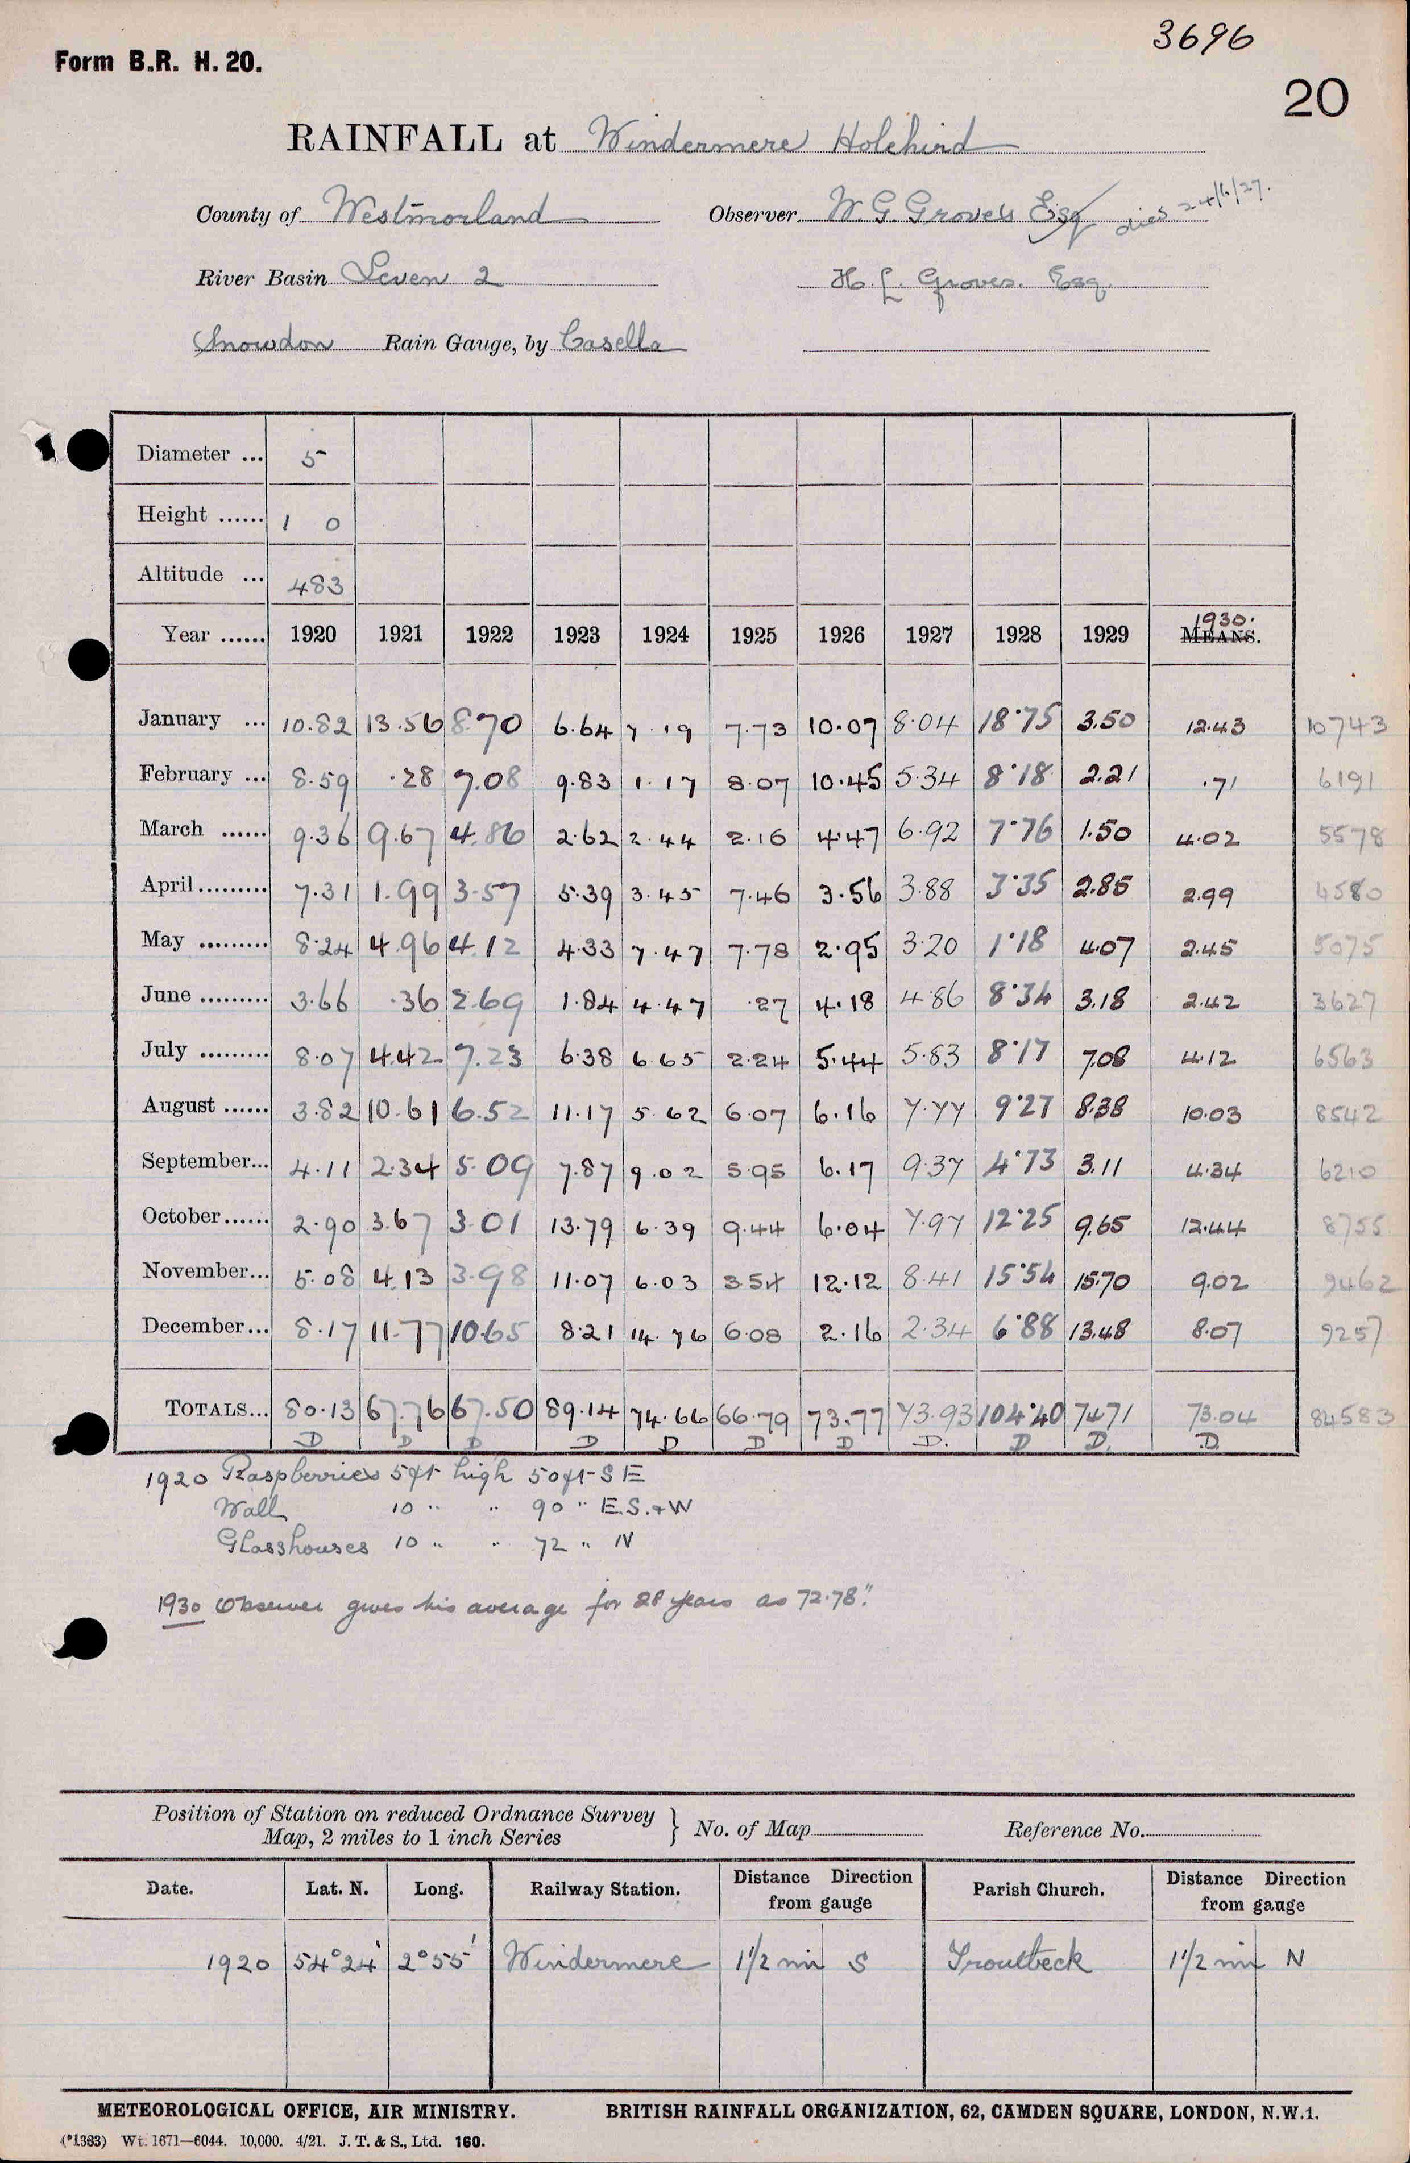 3696
Form B.R. H. 20.
20
RAINFALL at Windermere Holehird
County of Westmorland Observer W G Groves Esq died 24/6/27.
River Basin Leven 2 H. L. Groves. Esq
Snowdon Rain Gauge, by Casella
Diameter ... 5
Height ...... 1 0
Altitude ... 483
Year ...... 1920 1921 1922 1923 1924 1925 1926 1927 1928 1929 MEANS. 1930.
January ... 10.82 13.56 8.70 6.64 7.19 7.73 10.07 8.04 18.75 3.50 12.43 10743
February ... 8.59 .28 7.08 9.83 1.17 8.07 10.45 5.34 8.18 2.21 .71 6191
March ...... 9.36 9.67 4.86 2.62 2.44 2.16 4.47 6.92 7.76 1.50 4.02 5578
April ......... 7.31 1.99 3.57 5.39 3.45 7.46 3.56 3.88 3.35 2.85 2.99 4580
May ......... 8.24 4.96 4.12 4.33 7.47 7.78 2.95 3.20 1.18 4.07 2.45 5075
June ......... 3.66 .36 2.69 1.84 4.47 .27 4.18 4.86 8.34 3.18 2.42 3627
July ......... 8.07 4.42 7.23 6.38 6.65 2.24 5.44 5.83 8.17 7.08 4.12 6563
August ...... 3.82 10.61 6.52 11.17 5.62 6.07 6.16 7.77 9.27 8.38 10.03 8542
September... 4.11 2.34 5.09 7.87 9.02 5.95 6.17 9.37 4.73 3.11 4.34 6210
October ...... 2.90 3.67 3.01 13.79 6.39 9.44 6.04 7.97 12.25 9.65 12.44 8755
November... 5.08 4.13 3.98 11.07 6.03 3.54 12.12 8.41 15.54 15.70 9.02 9462
December... 8.17 11.77 10.65 8.21 14.76 6.08 2.16 2.34 6.88 13.48 8.07 9257
TOTALS... 80.13 67.76 67.50 89.14 74.66 66.79 73.77 73.93 104.40 74.71 73.04 84583
D D D D D D D D. D D. D.
1920 Raspberries 5ft high 50ft SE
Wall 10 " " 90 " E.S. + W
Glasshouses 10 " " 72 " N
1930 Observer gives his average for 28 years as 72.78".
Position of Station on reduced Ordnance Survey
Map, 2 miles to 1 inch Series } No. of Map Reference No.
Date. Lat. N. Long. Railway Station. Distance Direction from gauge Parish Church. Distance Direction from gauge
1920 54° 24' 2° 55' Windermere 1 1/2 mi S Troutbeck 1 1/2 mi N
METEOROLOGICAL OFFICE, AIR MINISTRY. BRITISH RAINFALL ORGANIZATION, 62, CAMDEN SQUARE, LONDON, N.W.1.
(*1383) Wt. 1671—6044. 10,000. 4/21. J. T. & S., Ltd. 160.